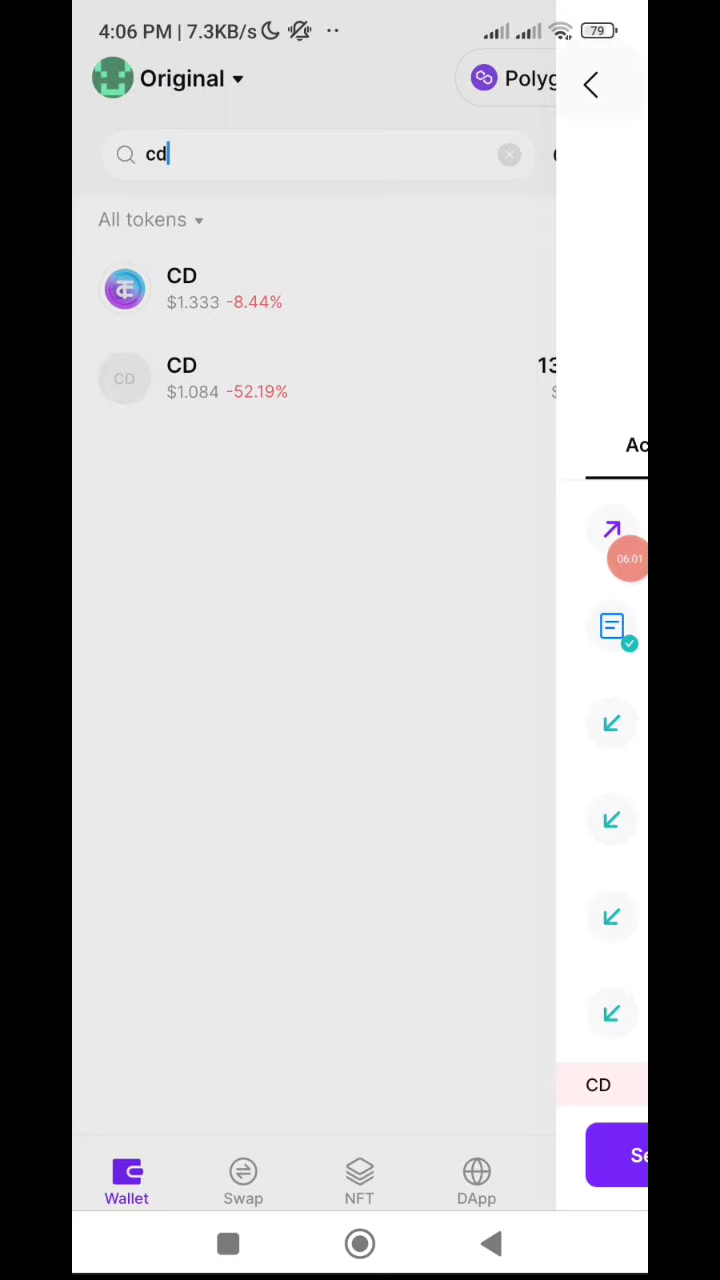 4:06 PM | 7.3KB/s
79
Original
Polyg
cd
All tokens
CD
$1.333 -8.44%
CD
CD
13
$1.084 -52.19%
$
Ac
06:01
CD
Se
Wallet
Swap
NFT
DApp